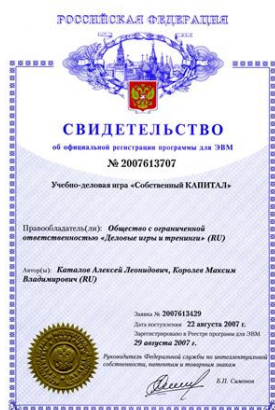 РОССИЙСКАЯ ФЕДЕРАЦИЯ
СВИДЕТЕЛЬСТВО
об официальной регистрации программы для ЭВМ
№ 2007613707
Учебно-деловая игра «Собственный КАПИТАЛ»
Правообладатель(ли): Общество с ограниченной
ответственностью «Деловые игры и тренинги» (RU)
Автор(ы): Каталов Алексей Леонидович, Королев Максим
Владимирович (RU)
Заявка № 2007613429
Дата поступления 22 августа 2007 г.
Зарегистрировано в Реестре программ для ЭВМ
29 августа 2007 г.
Руководитель Федеральной службы по интеллектуальной
собственности, патентам и товарным знакам
Б.П. Симонов